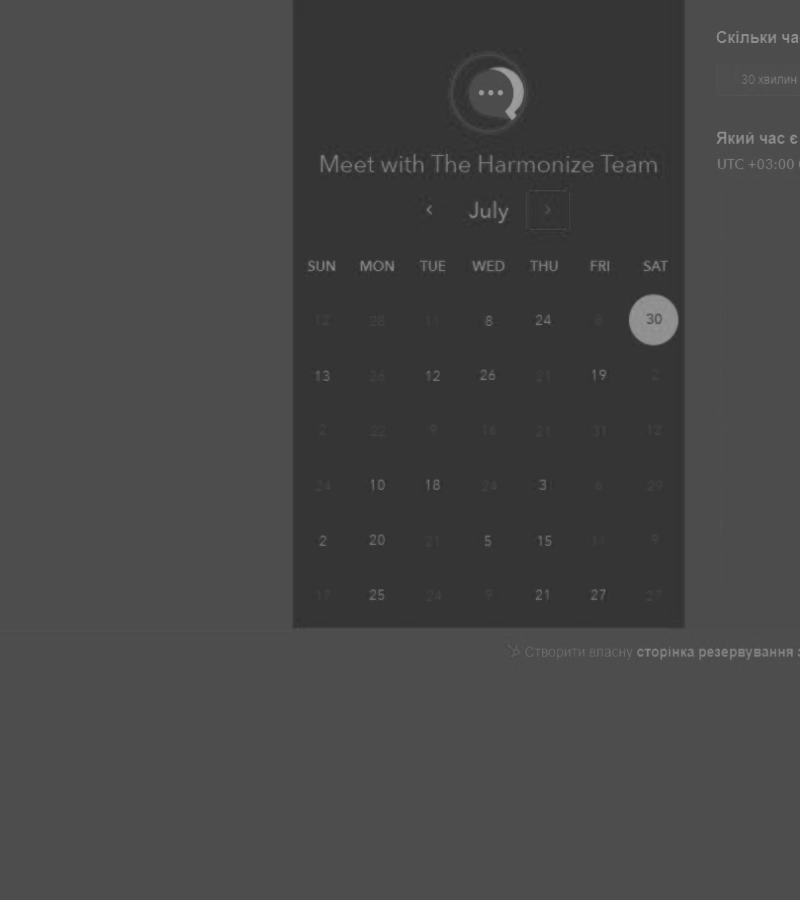 Скільки ча
30 хвилин
Який час є
UTC +03:00
Meet with The Harmonize Team
July
SUN MON TUE WED THU FRI SAT
12 28 11 8 24 8 30
13 26 12 26 21 19 2
2 22 9 16 21 31 12
24 10 18 24 3 6 29
2 20 21 5 15 11 9
17 25 24 9 21 27 27
Створити власну сторінка резервування